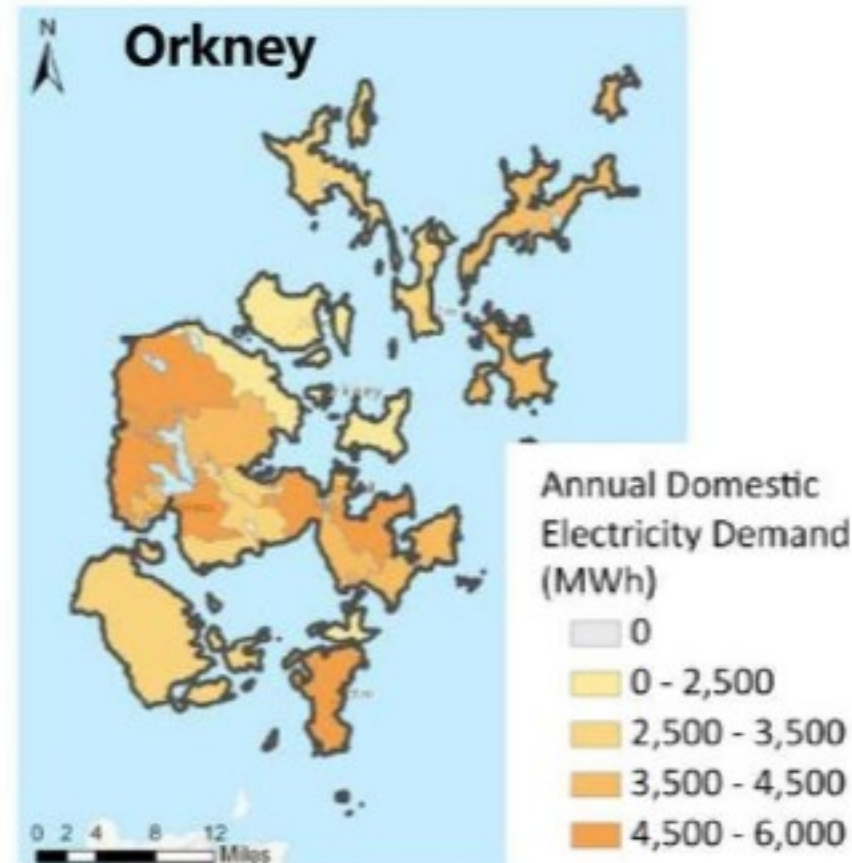 N
Orkney
Annual Domestic
Electricity Demand
(MWh)
0
0 - 2,500
2,500 - 3,500
3,500 - 4,500
4,500 - 6,000
0 2 4 8 12
Miles